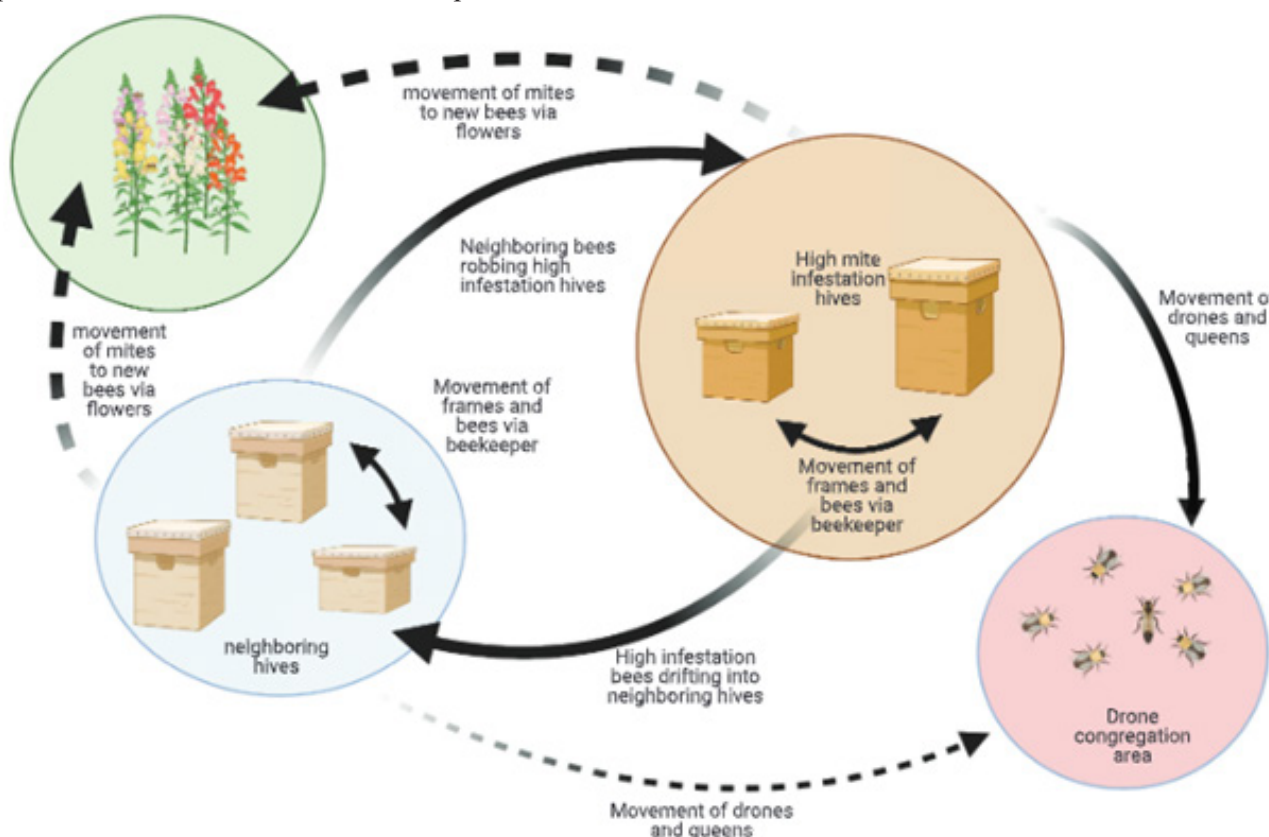 movement of mites
to new bees via
flowers
Neighboring bees
robbing high
infestation hives
High mite
infestation
hives
Movement o
drones and
queens
movement
of mites
to new
bees via
flowers
Movement of
frames and
bees via
beekeeper
Movement of
frames and
bees via
beekeeper
neighboring
hives
High infestation
bees drifting into
neighboring hives
Drone
congregation
area
Movement of drones
and queens